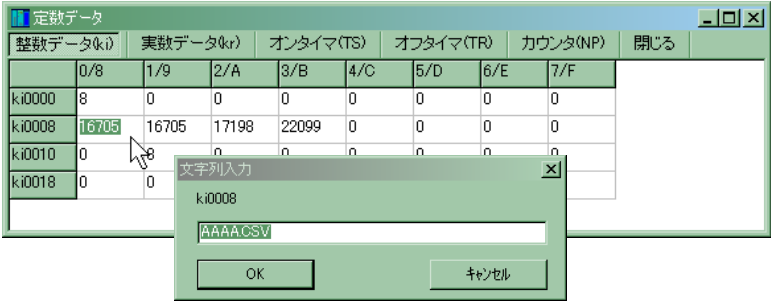 定数データ
整数データ(ki) 実数データ(kr) オンタイマ(TS) オフタイマ(TR) カウンタ(NP) 閉じる
0/8 1/9 2/A 3/B 4/C 5/D 6/E 7/F
ki0000 8 0 0 0 0 0 0 0
ki0008 16705 16705 17198 22099 0 0 0 0
ki0010 0 8 0 0 0 0 0 0
ki0018 0 0
文字列入力
ki0008
AAAA.CSV
OK キャンセル